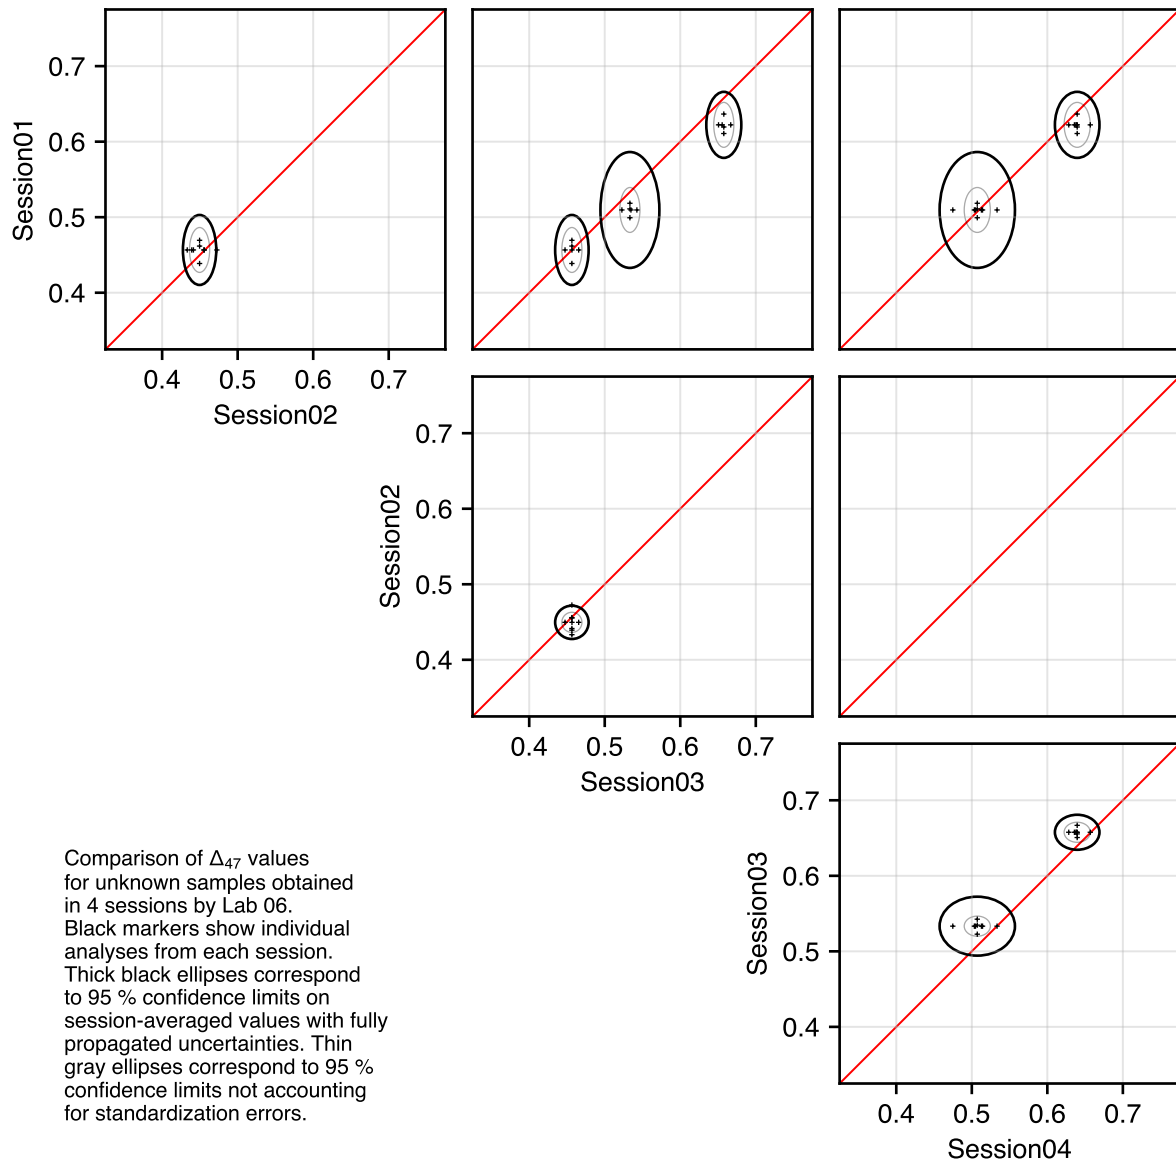 0.7
0.6
0.5
0.4
Session01
0.4 0.5 0.6 0.7
Session02
0.7
0.6
0.5
0.4
Session02
0.4 0.5 0.6 0.7
Session03
0.7
0.6
0.5
0.4
Session03
0.4 0.5 0.6 0.7
Session04
Comparison of Δ₄₇ values
for unknown samples obtained
in 4 sessions by Lab 06.
Black markers show individual
analyses from each session.
Thick black ellipses correspond
to 95 % confidence limits on
session-averaged values with fully
propagated uncertainties. Thin
gray ellipses correspond to 95 %
confidence limits not accounting
for standardization errors.